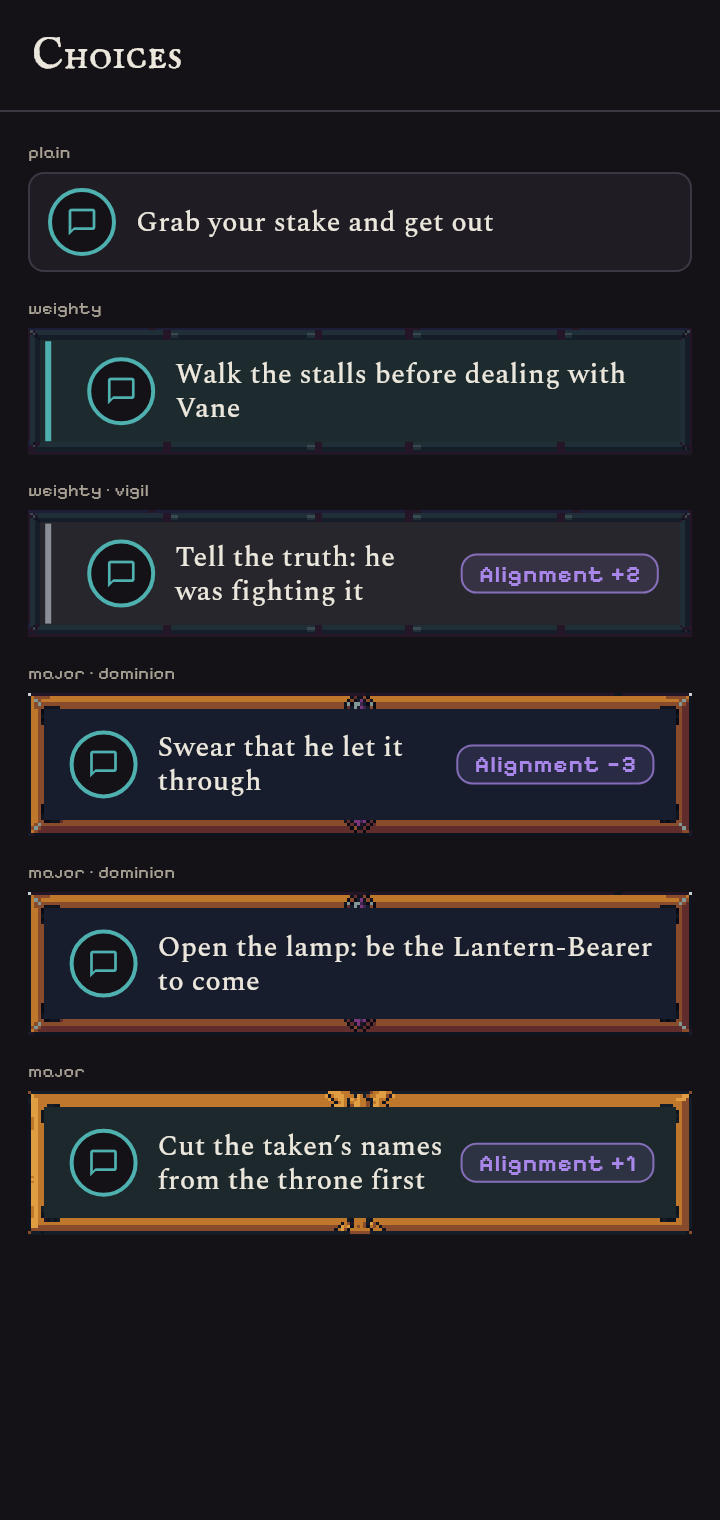 Choices
plain
Grab your stake and get out
weighty
Walk the stalls before dealing with
Vane
weighty · vigil
Tell the truth: he
was fighting it
Alignment +2
major · dominion
Swear that he let it
through
Alignment -3
major · dominion
Open the lamp: be the Lantern-Bearer
to come
major
Cut the taken's names
from the throne first
Alignment +1